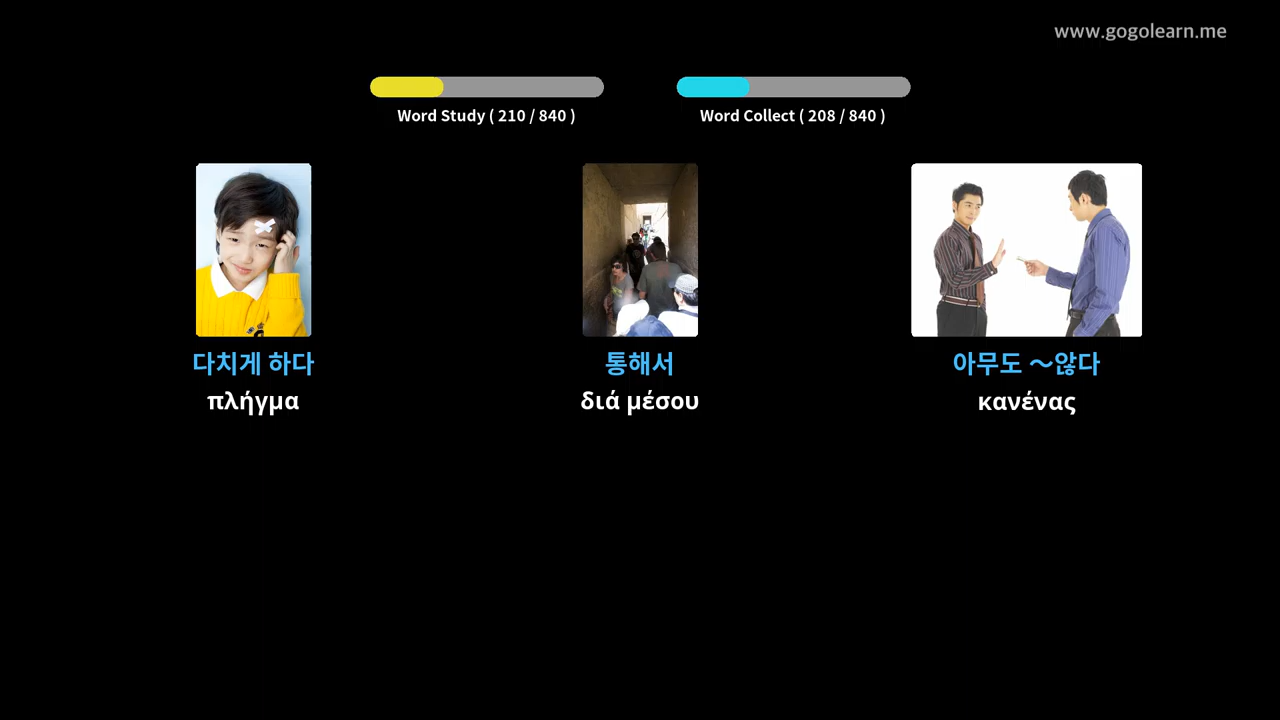 www.gogolearn.me
Word Study ( 210 / 840 )
Word Collect ( 208 / 840 )
다치게 하다
πλήγμα
통해서
διά μέσου
아무도 ～않다
κανένας